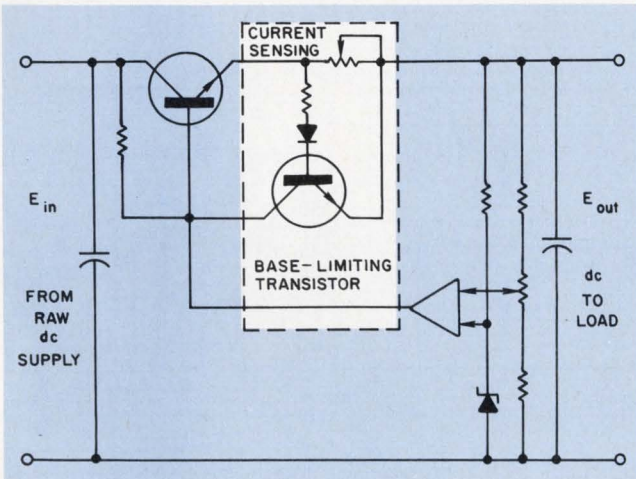 CURRENT
SENSING
E in
E out
BASE-LIMITING
TRANSISTOR
FROM
RAW
dc
SUPPLY
dc
TO
LOAD